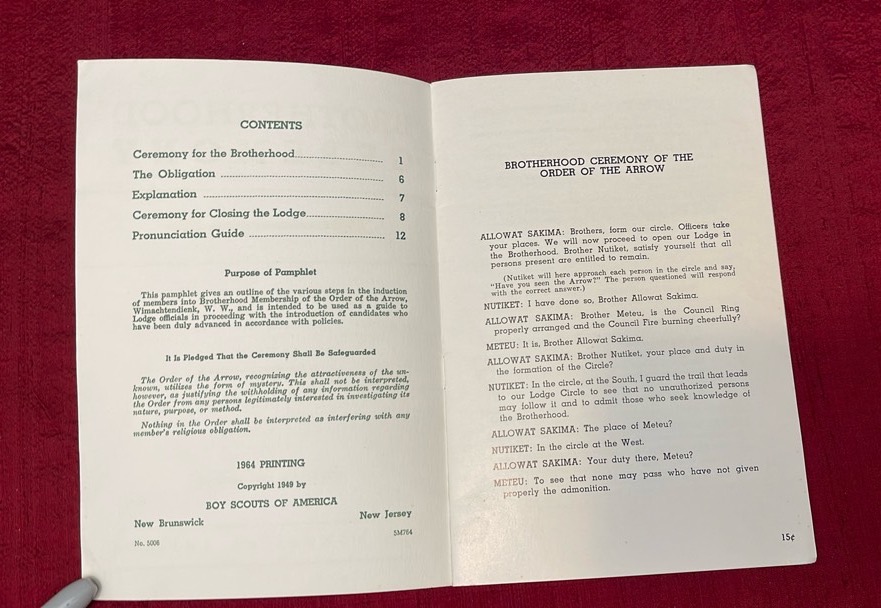 CONTENTS
Ceremony for the Brotherhood........................ 1
The Obligation ........................ 6
Explanation ........................ 7
Ceremony for Closing the Lodge........................ 8
Pronunciation Guide ........................ 12
Purpose of Pamphlet
This pamphlet gives an outline of the various steps in the induction
of members into Brotherhood Membership of the Order of the Arrow,
Wimachtendienk, W. W., and is intended to be used as a guide to
Lodge officials in proceeding with the introduction of candidates who
have been duly advanced in accordance with policies.
It Is Pledged That the Ceremony Shall Be Safeguarded
The Order of the Arrow, recognizing the attractiveness of the un-
known, utilizes the form of mystery. This shall not be interpreted,
however, as justifying the withholding of any information regarding
the Order from any persons legitimately interested in investigating its
nature, purpose, or method.
Nothing in the Order shall be interpreted as interfering with any
member's religious obligation.
1964 PRINTING
Copyright 1949 by
BOY SCOUTS OF AMERICA
New Brunswick New Jersey
No. 5006 5M764
BROTHERHOOD CEREMONY OF THE
ORDER OF THE ARROW
ALLOWAT SAKIMA: Brothers, form our circle. Officers take
your places. We will now proceed to open our Lodge in
the Brotherhood. Brother Nutiket, satisfy yourself that all
persons present are entitled to remain.
(Nutiket will here approach each person in the circle and say,
"Have you seen the Arrow?" The person questioned will respond
with the correct answer.)
NUTIKET: I have done so, Brother Allowat Sakima.
ALLOWAT SAKIMA: Brother Meteu, is the Council Ring
properly arranged and the Council Fire burning cheerfully?
METEU: It is, Brother Allowat Sakima.
ALLOWAT SAKIMA: Brother Nutiket, your place and duty in
the formation of the Circle?
NUTIKET: In the circle, at the South, I guard the trail that leads
to our Lodge Circle to see that no unauthorized persons
may follow it and to admit those who seek knowledge of
the Brotherhood.
ALLOWAT SAKIMA: The place of Meteu?
NUTIKET: In the circle at the West.
ALLOWAT SAKIMA: Your duty there, Meteu?
METEU: To see that none may pass who have not given
properly the admonition.
15¢